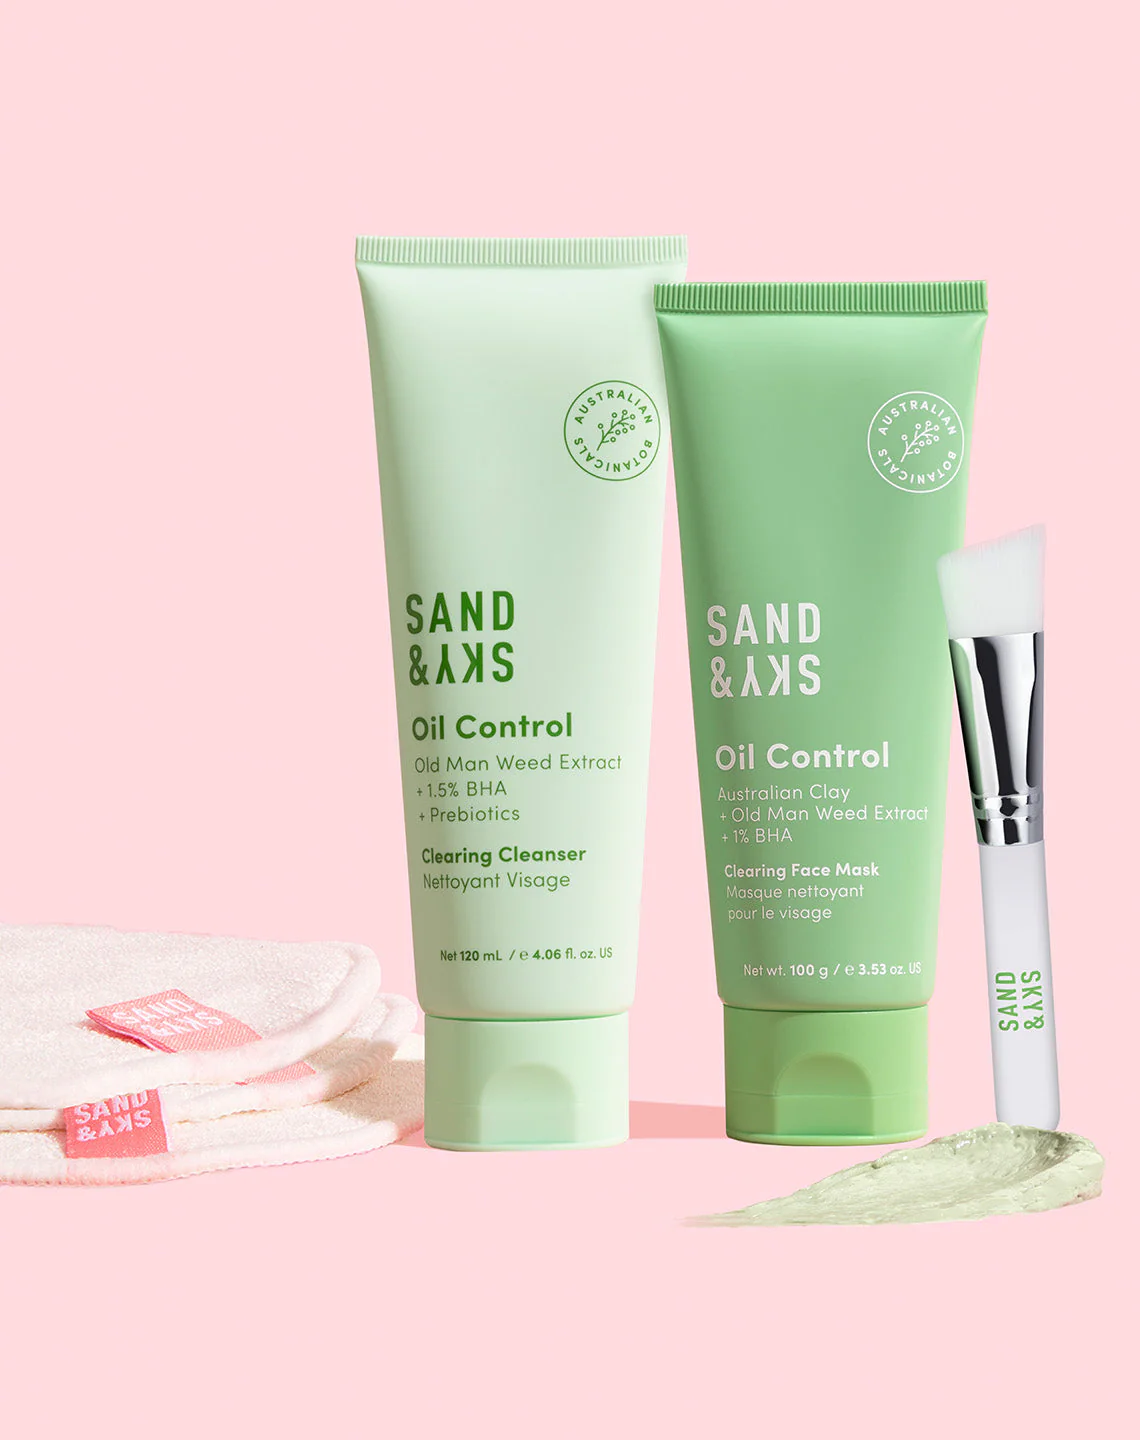 AUSTRALIAN BOTANICALS
SAND
& SKY
Oil Control
Old Man Weed Extract
+ 1.5% BHA
+ Prebiotics
Clearing Cleanser
Nettoyant Visage
Net 120 mL / e 4.06 fl. oz. US
AUSTRALIAN BOTANICALS
SAND
& SKY
Oil Control
Australian Clay
+ Old Man Weed Extract
+ 1% BHA
Clearing Face Mask
Masque nettoyant
pour le visage
Net wt. 100 g / e 3.53 oz. US
SAND
& SKY
SAND
& SKY
SAND
& SKY